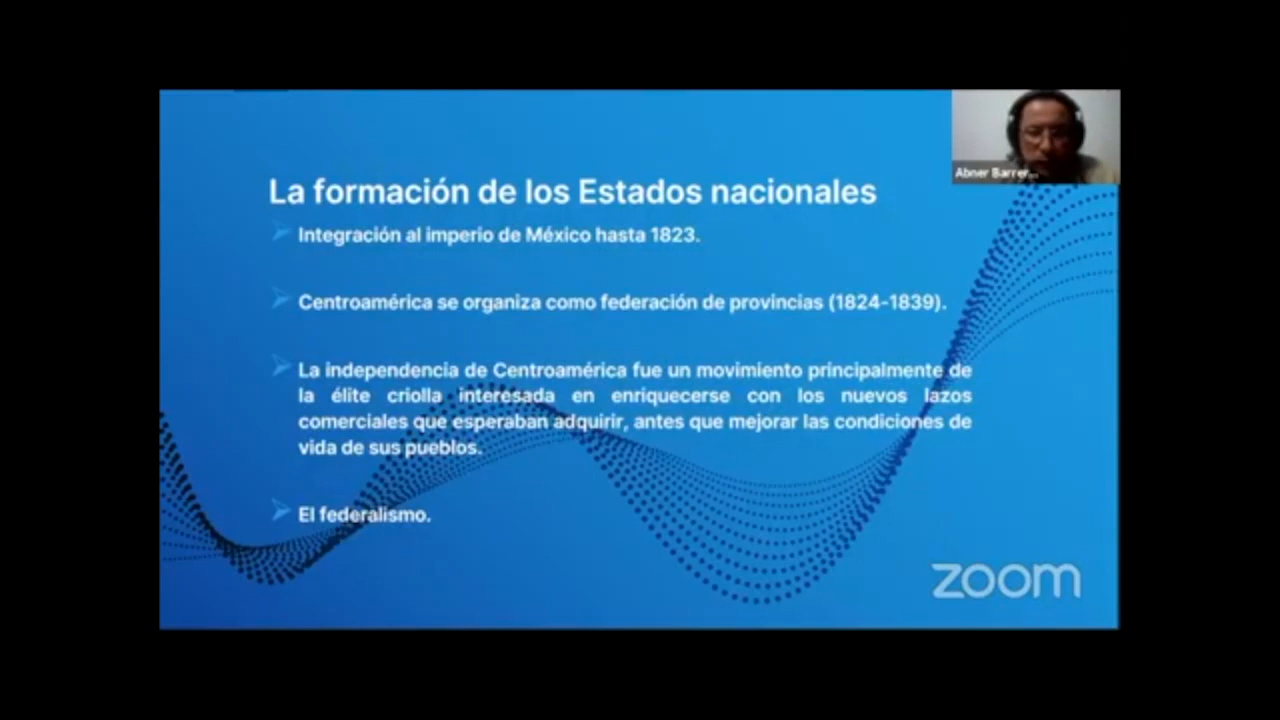 La formación de los Estados nacionales
Integración al imperio de México hasta 1823.
Centroamérica se organiza como federación de provincias (1824-1839).
La independencia de Centroamérica fue un movimiento principalmente de
la élite criolla interesada en enriquecerse con los nuevos lazos
comerciales que esperaban adquirir, antes que mejorar las condiciones de
vida de sus pueblos.
El federalismo.
Abner Barrer...
zoom